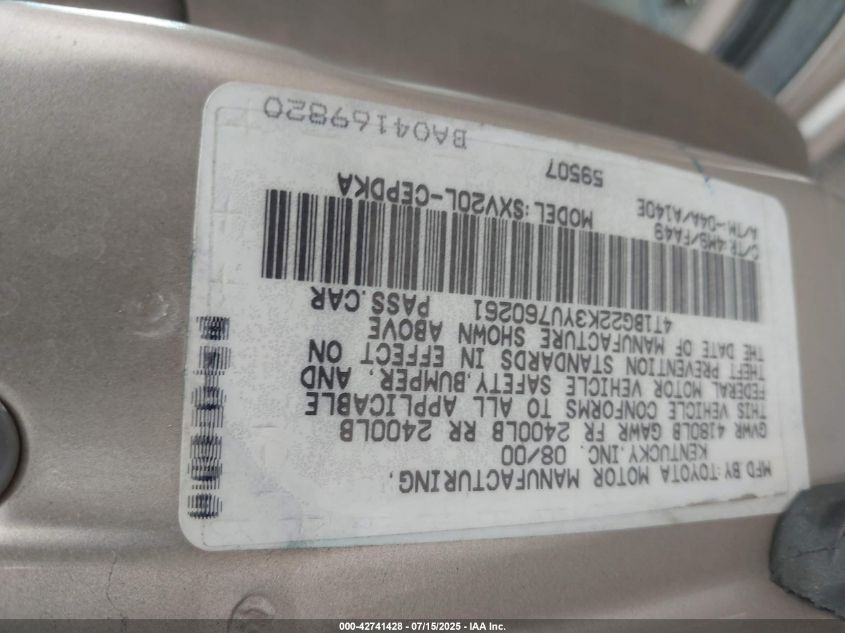 MFD.BY:TOYOTA MOTOR MANUFACTURING,
KENTUCKY,INC. 08/00
GVWR 4180LB GAWR FR 2400LB RR 2400LB
THIS VEHICLE CONFORMS TO ALL APPLICABLE
FEDERAL MOTOR VEHICLE SAFETY,BUMPER, AND
THEFT PREVENTION STANDARDS IN EFFECT ON
THE DATE OF MANUFACTURE SHOWN ABOVE
4T1BG22K3YU760261 PASS.CAR
C/TR:4M9/FA49 MODEL:SXV20L-CEPDKA
A/TM:-04A/A140E
59507
BA04169820
000-42741428 - 07/15/2025 - IAA Inc.